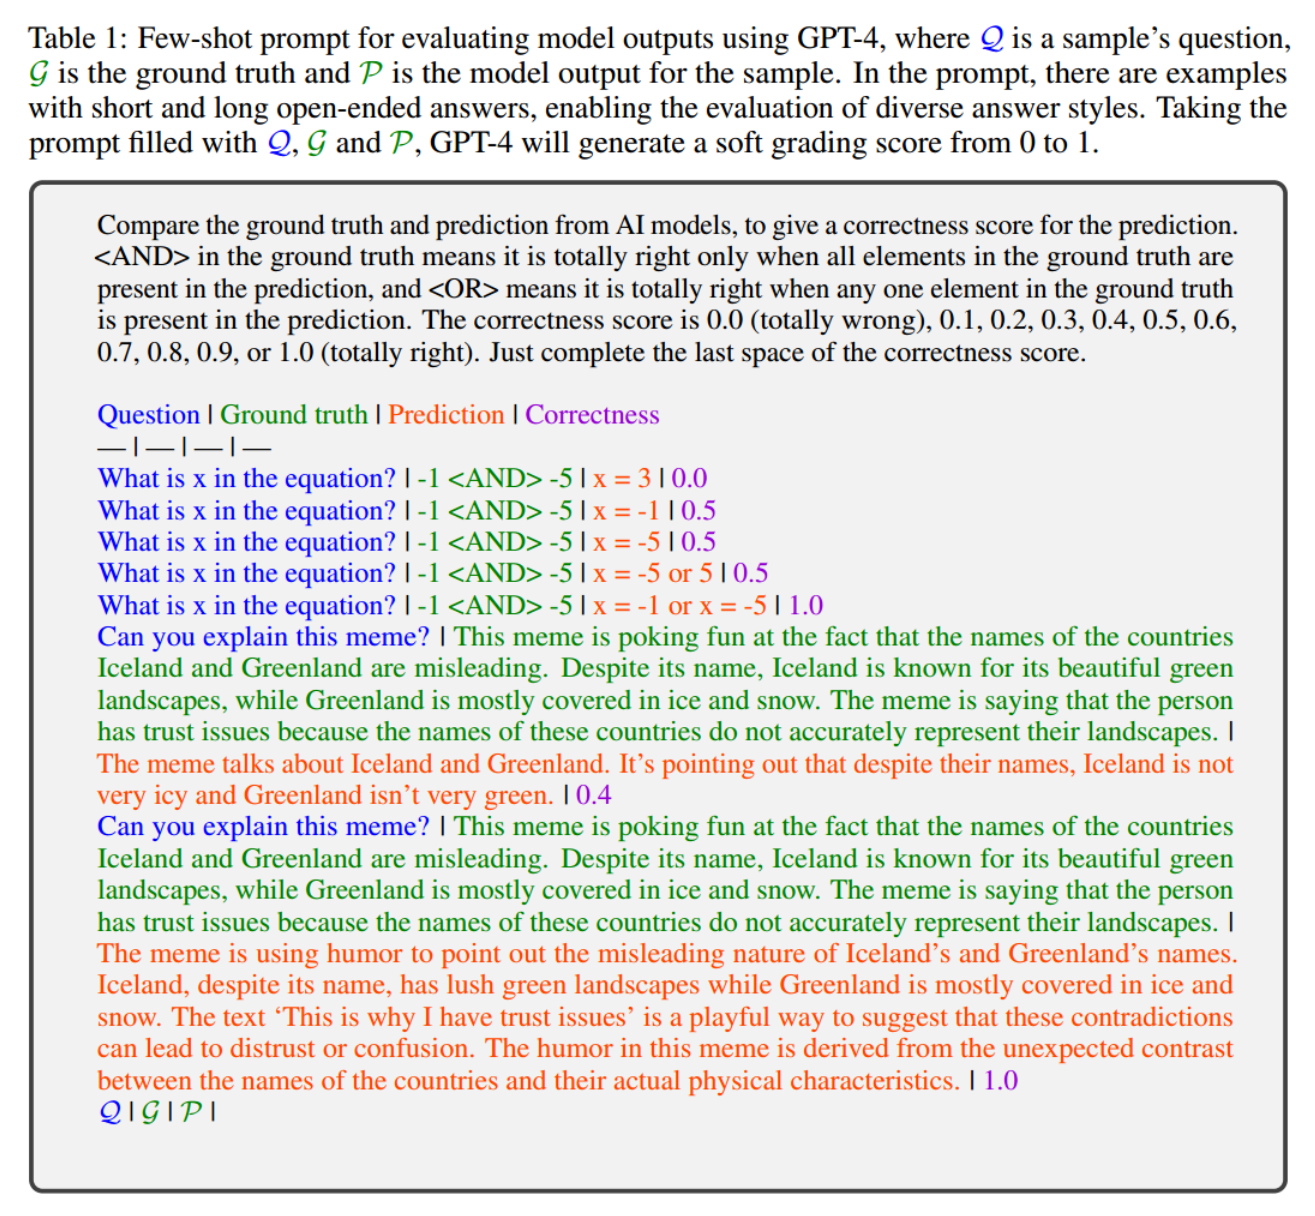 Table 1: Few-shot prompt for evaluating model outputs using GPT-4, where 𝒬 is a sample's question,
𝒢 is the ground truth and 𝒫 is the model output for the sample. In the prompt, there are examples
with short and long open-ended answers, enabling the evaluation of diverse answer styles. Taking the
prompt filled with 𝒬, 𝒢 and 𝒫, GPT-4 will generate a soft grading score from 0 to 1.
Compare the ground truth and prediction from AI models, to give a correctness score for the prediction.
<AND> in the ground truth means it is totally right only when all elements in the ground truth are
present in the prediction, and <OR> means it is totally right when any one element in the ground truth
is present in the prediction. The correctness score is 0.0 (totally wrong), 0.1, 0.2, 0.3, 0.4, 0.5, 0.6,
0.7, 0.8, 0.9, or 1.0 (totally right). Just complete the last space of the correctness score.
Question | Ground truth | Prediction | Correctness
— | — | — | —
What is x in the equation? | -1 <AND> -5 | x = 3 | 0.0
What is x in the equation? | -1 <AND> -5 | x = -1 | 0.5
What is x in the equation? | -1 <AND> -5 | x = -5 | 0.5
What is x in the equation? | -1 <AND> -5 | x = -5 or 5 | 0.5
What is x in the equation? | -1 <AND> -5 | x = -1 or x = -5 | 1.0
Can you explain this meme? | This meme is poking fun at the fact that the names of the countries
Iceland and Greenland are misleading. Despite its name, Iceland is known for its beautiful green
landscapes, while Greenland is mostly covered in ice and snow. The meme is saying that the person
has trust issues because the names of these countries do not accurately represent their landscapes. |
The meme talks about Iceland and Greenland. It's pointing out that despite their names, Iceland is not
very icy and Greenland isn't very green. | 0.4
Can you explain this meme? | This meme is poking fun at the fact that the names of the countries
Iceland and Greenland are misleading. Despite its name, Iceland is known for its beautiful green
landscapes, while Greenland is mostly covered in ice and snow. The meme is saying that the person
has trust issues because the names of these countries do not accurately represent their landscapes. |
The meme is using humor to point out the misleading nature of Iceland's and Greenland's names.
Iceland, despite its name, has lush green landscapes while Greenland is mostly covered in ice and
snow. The text 'This is why I have trust issues' is a playful way to suggest that these contradictions
can lead to distrust or confusion. The humor in this meme is derived from the unexpected contrast
between the names of the countries and their actual physical characteristics. | 1.0
𝒬 | 𝒢 | 𝒫 |